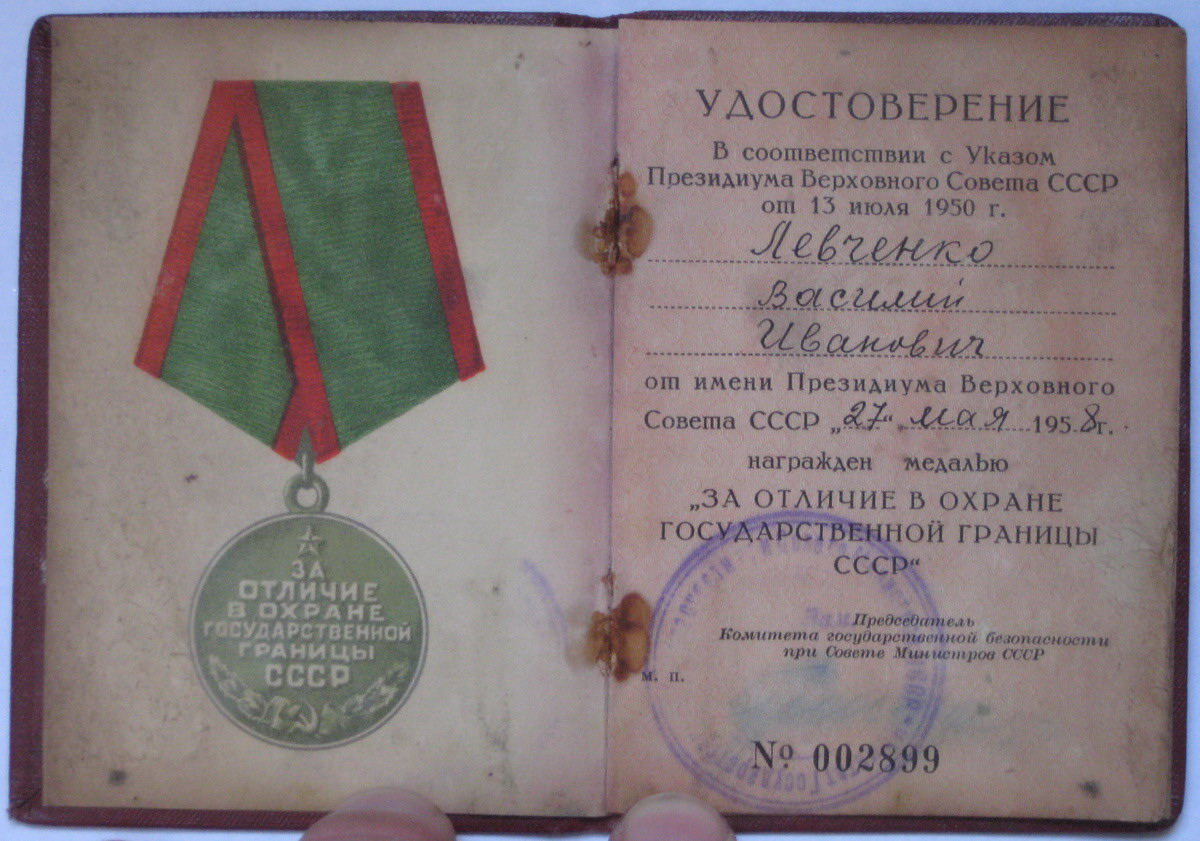 ЗА
ОТЛИЧИЕ
В ОХРАНЕ
ГОСУДАРСТВЕННОЙ
ГРАНИЦЫ
СССР
УДОСТОВЕРЕНИЕ
В соответствии с Указом
Президиума Верховного Совета СССР
от 13 июля 1950 г.
Левченко
Василий
Иванович
от имени Президиума Верховного
Совета СССР „27“ мая 1958 г.
награжден медалью
„ЗА ОТЛИЧИЕ В ОХРАНЕ
ГОСУДАРСТВЕННОЙ ГРАНИЦЫ
СССР“
Председатель
Комитета государственной безопасности
при Совете Министров СССР
м. п.
№ 002899